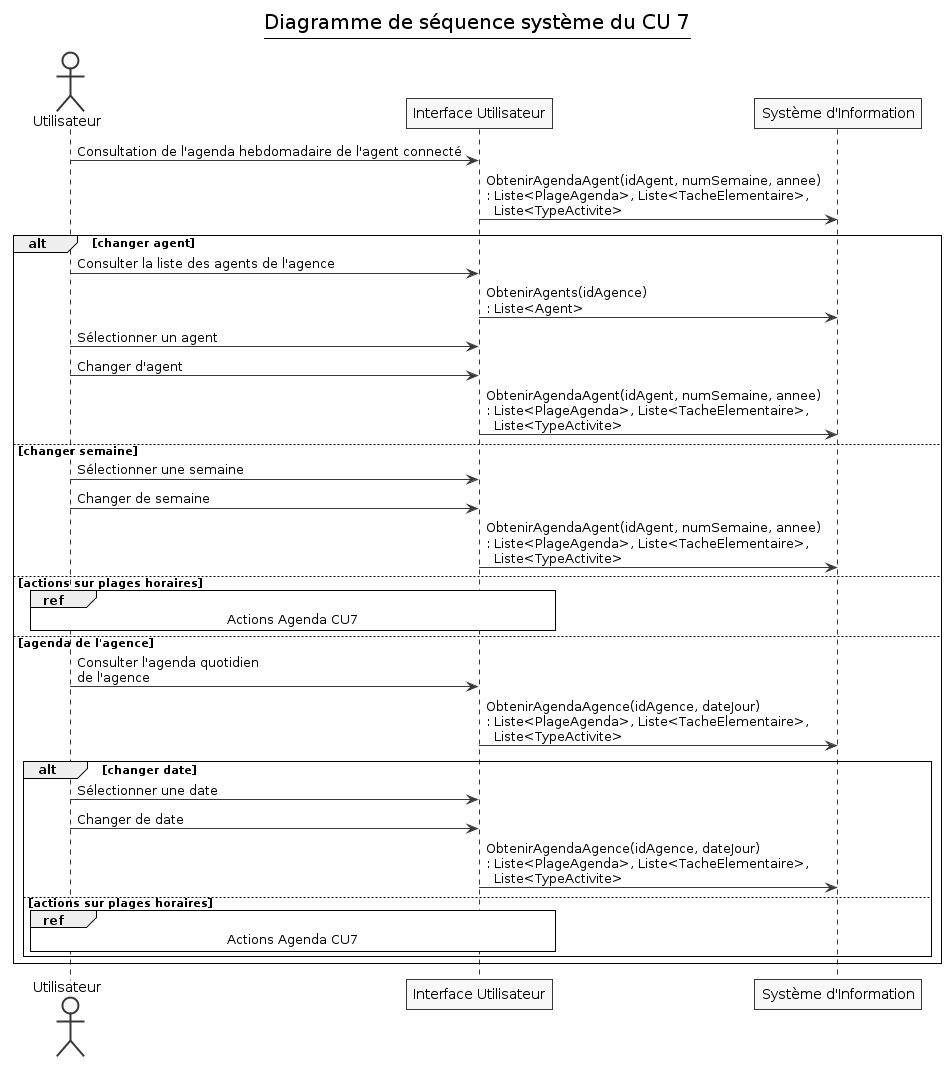 Diagramme de séquence système du CU 7
Utilisateur
Interface Utilisateur
Système d'Information
Consultation de l'agenda hebdomadaire de l'agent connecté
ObtenirAgendaAgent(idAgent, numSemaine, annee)
: Liste<PlageAgenda>, Liste<TacheElementaire>,
Liste<TypeActivite>
alt [changer agent]
Consulter la liste des agents de l'agence
ObtenirAgents(idAgence)
: Liste<Agent>
Sélectionner un agent
Changer d'agent
ObtenirAgendaAgent(idAgent, numSemaine, annee)
: Liste<PlageAgenda>, Liste<TacheElementaire>,
Liste<TypeActivite>
[changer semaine]
Sélectionner une semaine
Changer de semaine
ObtenirAgendaAgent(idAgent, numSemaine, annee)
: Liste<PlageAgenda>, Liste<TacheElementaire>,
Liste<TypeActivite>
[actions sur plages horaires]
ref
Actions Agenda CU7
[agenda de l'agence]
Consulter l'agenda quotidien
de l'agence
ObtenirAgendaAgence(idAgence, dateJour)
: Liste<PlageAgenda>, Liste<TacheElementaire>,
Liste<TypeActivite>
alt [changer date]
Sélectionner une date
Changer de date
ObtenirAgendaAgence(idAgence, dateJour)
: Liste<PlageAgenda>, Liste<TacheElementaire>,
Liste<TypeActivite>
[actions sur plages horaires]
ref
Actions Agenda CU7
Utilisateur
Interface Utilisateur
Système d'Information